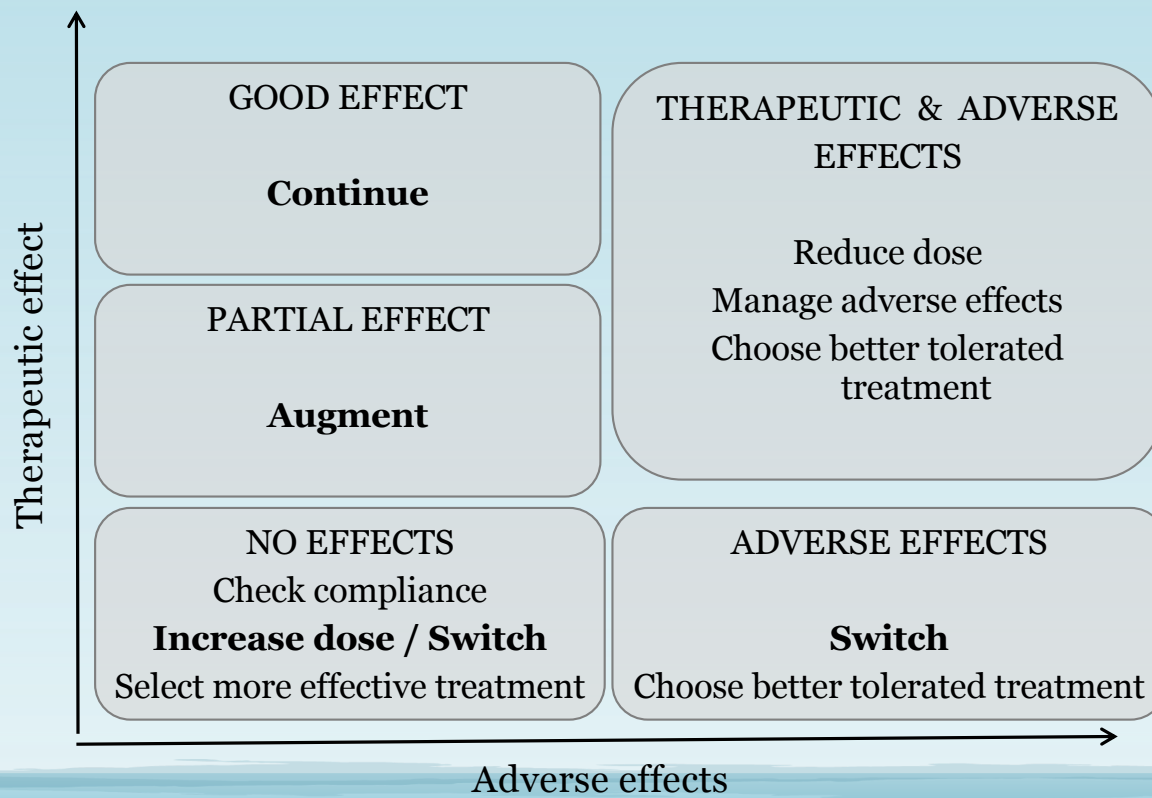 GOOD EFFECT
Continue
THERAPEUTIC & ADVERSE
EFFECTS
Reduce dose
Manage adverse effects
Choose better tolerated
treatment
Therapeutic effect
PARTIAL EFFECT
Augment
NO EFFECTS
Check compliance
Increase dose / Switch
Select more effective treatment
ADVERSE EFFECTS
Switch
Choose better tolerated treatment
Adverse effects